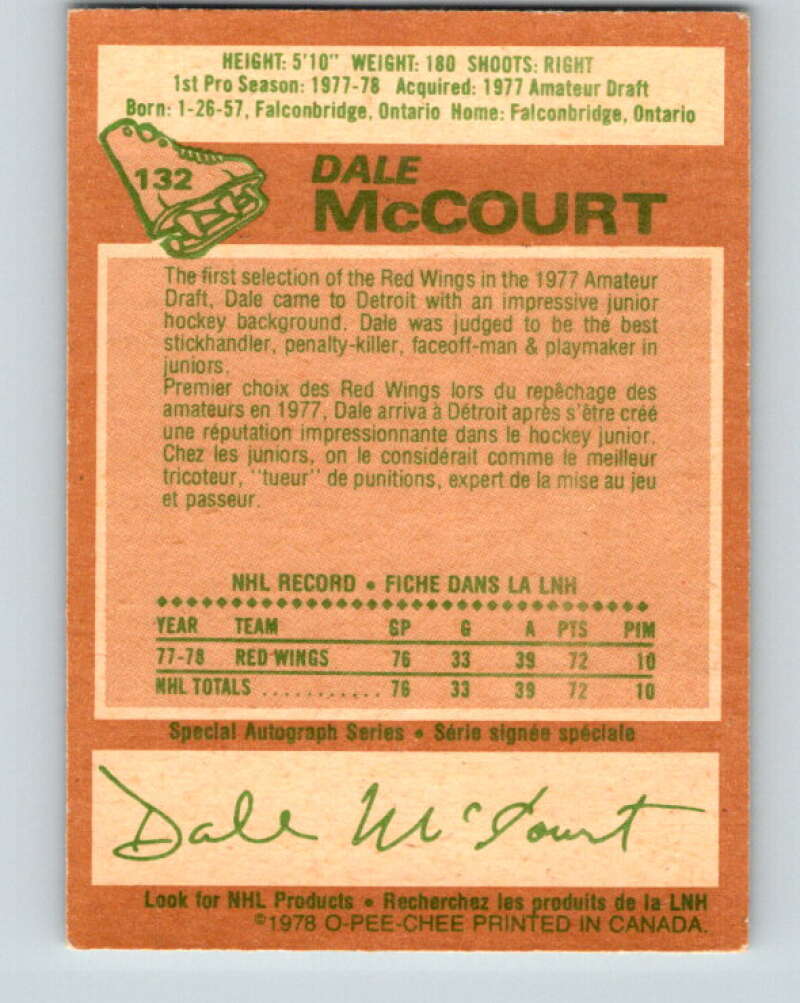 HEIGHT: 5'10" WEIGHT: 180 SHOOTS: RIGHT
1st Pro Season: 1977-78 Acquired: 1977 Amateur Draft
Born: 1-26-57, Falconbridge, Ontario Home: Falconbridge, Ontario
132
DALE
McCOURT
The first selection of the Red Wings in the 1977 Amateur
Draft, Dale came to Detroit with an impressive junior
hockey background. Dale was judged to be the best
stickhandler, penalty-killer, faceoff-man & playmaker in
juniors.
Premier choix des Red Wings lors du repêchage des
amateurs en 1977, Dale arriva à Détroit après s'être créé
une réputation impressionnante dans le hockey junior.
Chez les juniors, on le considérait comme le meilleur
tricoteur, "tueur" de punitions, expert de la mise au jeu
et passeur.
NHL RECORD • FICHE DANS LA LNH
YEAR TEAM GP G A PTS PIM
77-78 RED WINGS 76 33 39 72 10
NHL TOTALS ........... 76 33 39 72 10
Special Autograph Series • Série signée spéciale
Dale McCourt
Look for NHL Products • Recherchez les produits de la LNH
©1978 O-PEE-CHEE PRINTED IN CANADA.